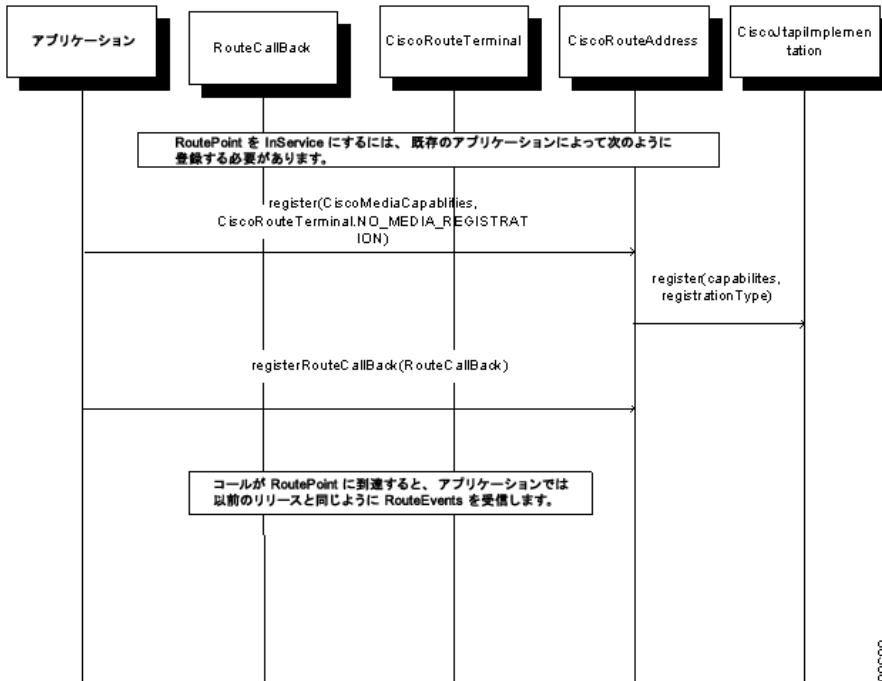 アプリケーション
RouteCallBack
CiscoRouteTerminal
CiscoRouteAddress
CiscoJtapiImplemen
tation
RoutePoint を InService にするには、 既存のアプリケーションによって次のように
登録する必要があります。
register(CiscoMediaCapablities,
CiscoRouteTerminal.NO_MEDIA_REGISTRAT
ION)
register(capabilites,
registrationType)
registerRouteCallBack(RouteCallBack)
コールが RoutePoint に到達すると、 アプリケーションでは
以前のリリースと同じように RouteEvents を受信します。